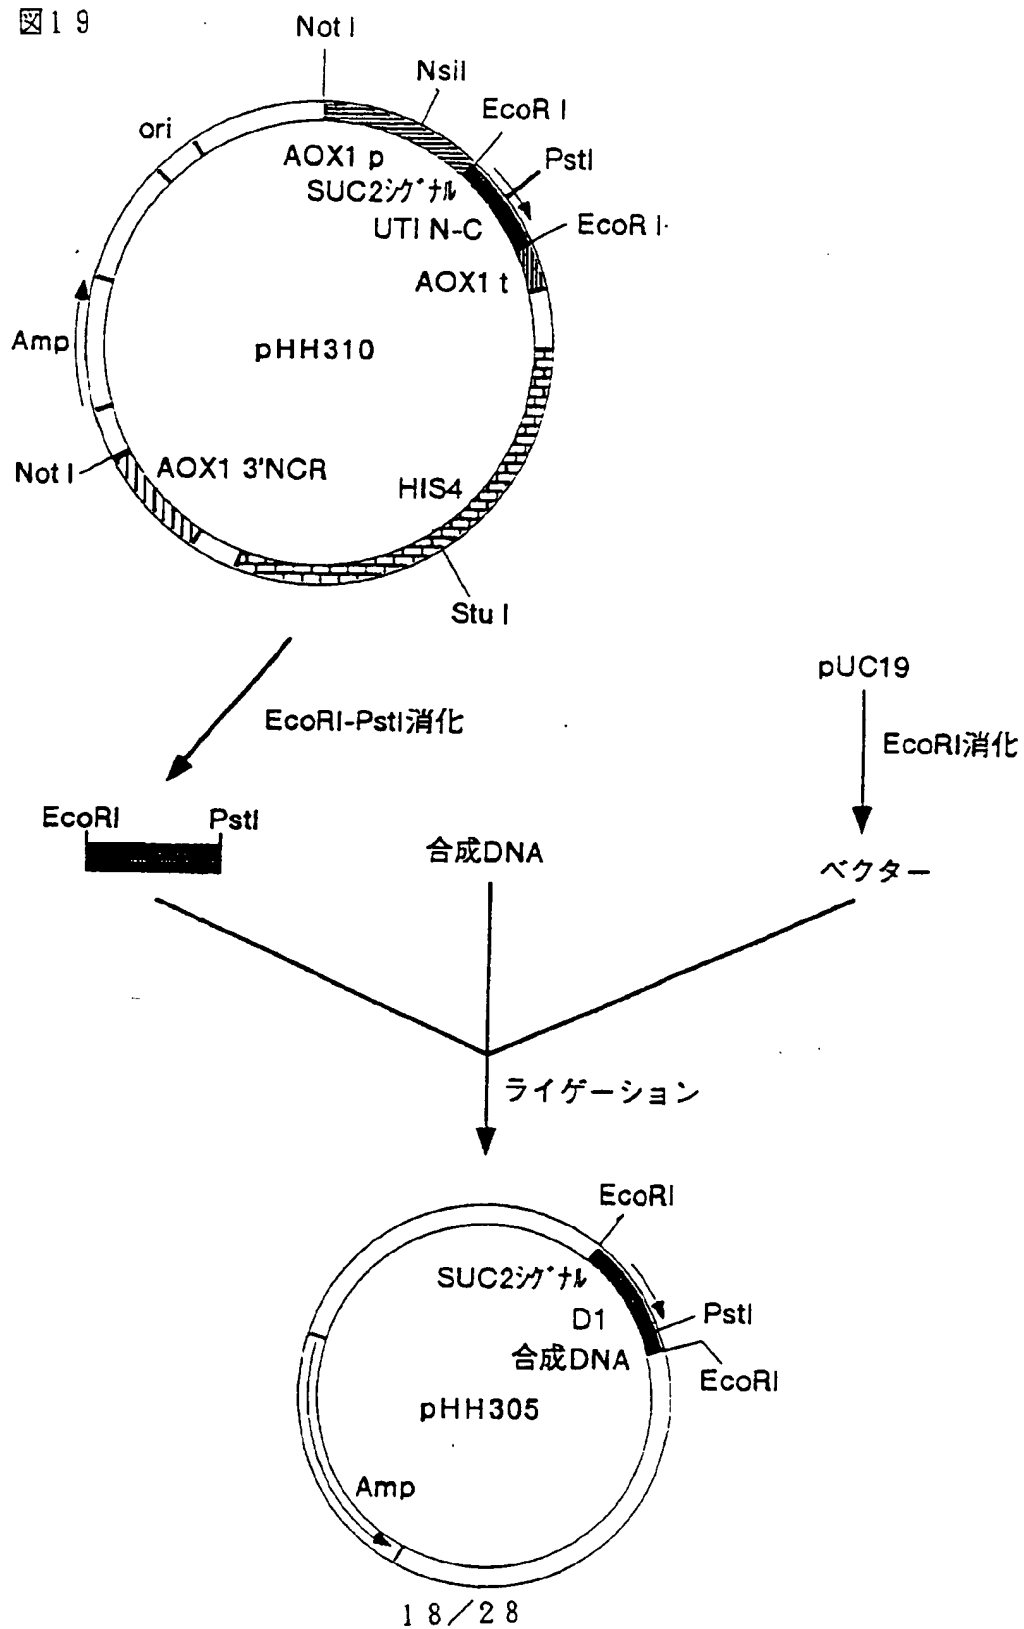 図19
Not I
NsiI
EcoR I
PstI
ori
AOX1 p
SUC2シグナル
UTI N-C
EcoR I
AOX1 t
Amp
pHH310
Not I
AOX1 3'NCR
HIS4
Stu I
pUC19
EcoRI-PstI消化
EcoRI消化
EcoRI
PstI
合成DNA
ベクター
ライゲーション
EcoRI
SUC2シグナル
D1
PstI
合成DNA
EcoRI
pHH305
Amp
18/28